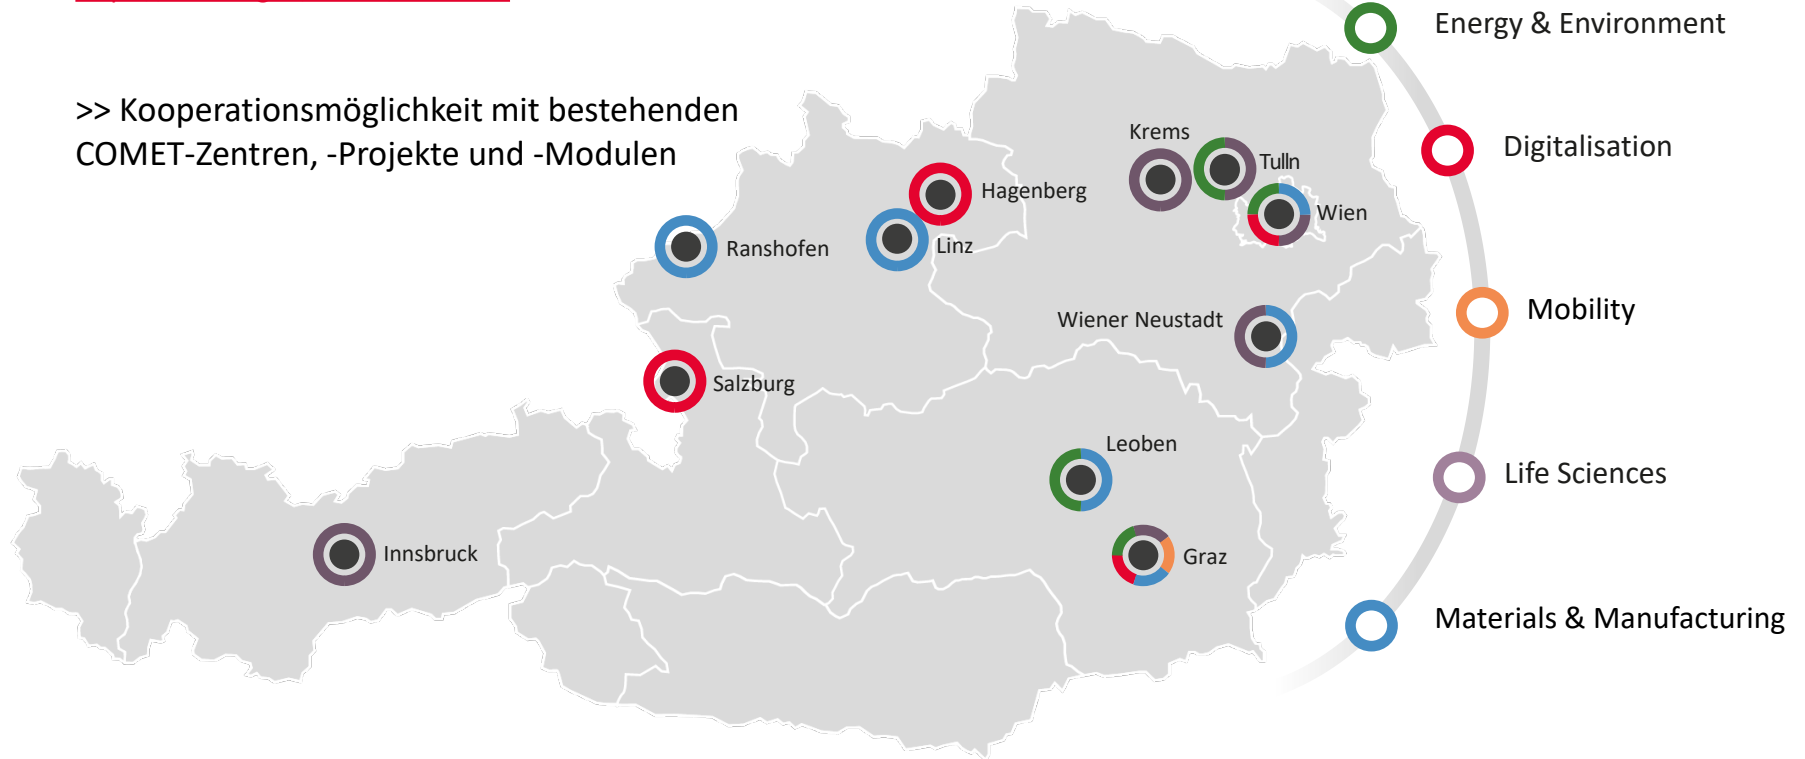 Energy & Environment
>> Kooperationsmöglichkeit mit bestehenden
COMET-Zentren, -Projekte und -Modulen
Krems
Tulln
Digitalisation
Hagenberg
Wien
Ranshofen
Linz
Wiener Neustadt
Mobility
Salzburg
Leoben
Life Sciences
Innsbruck
Graz
Materials & Manufacturing